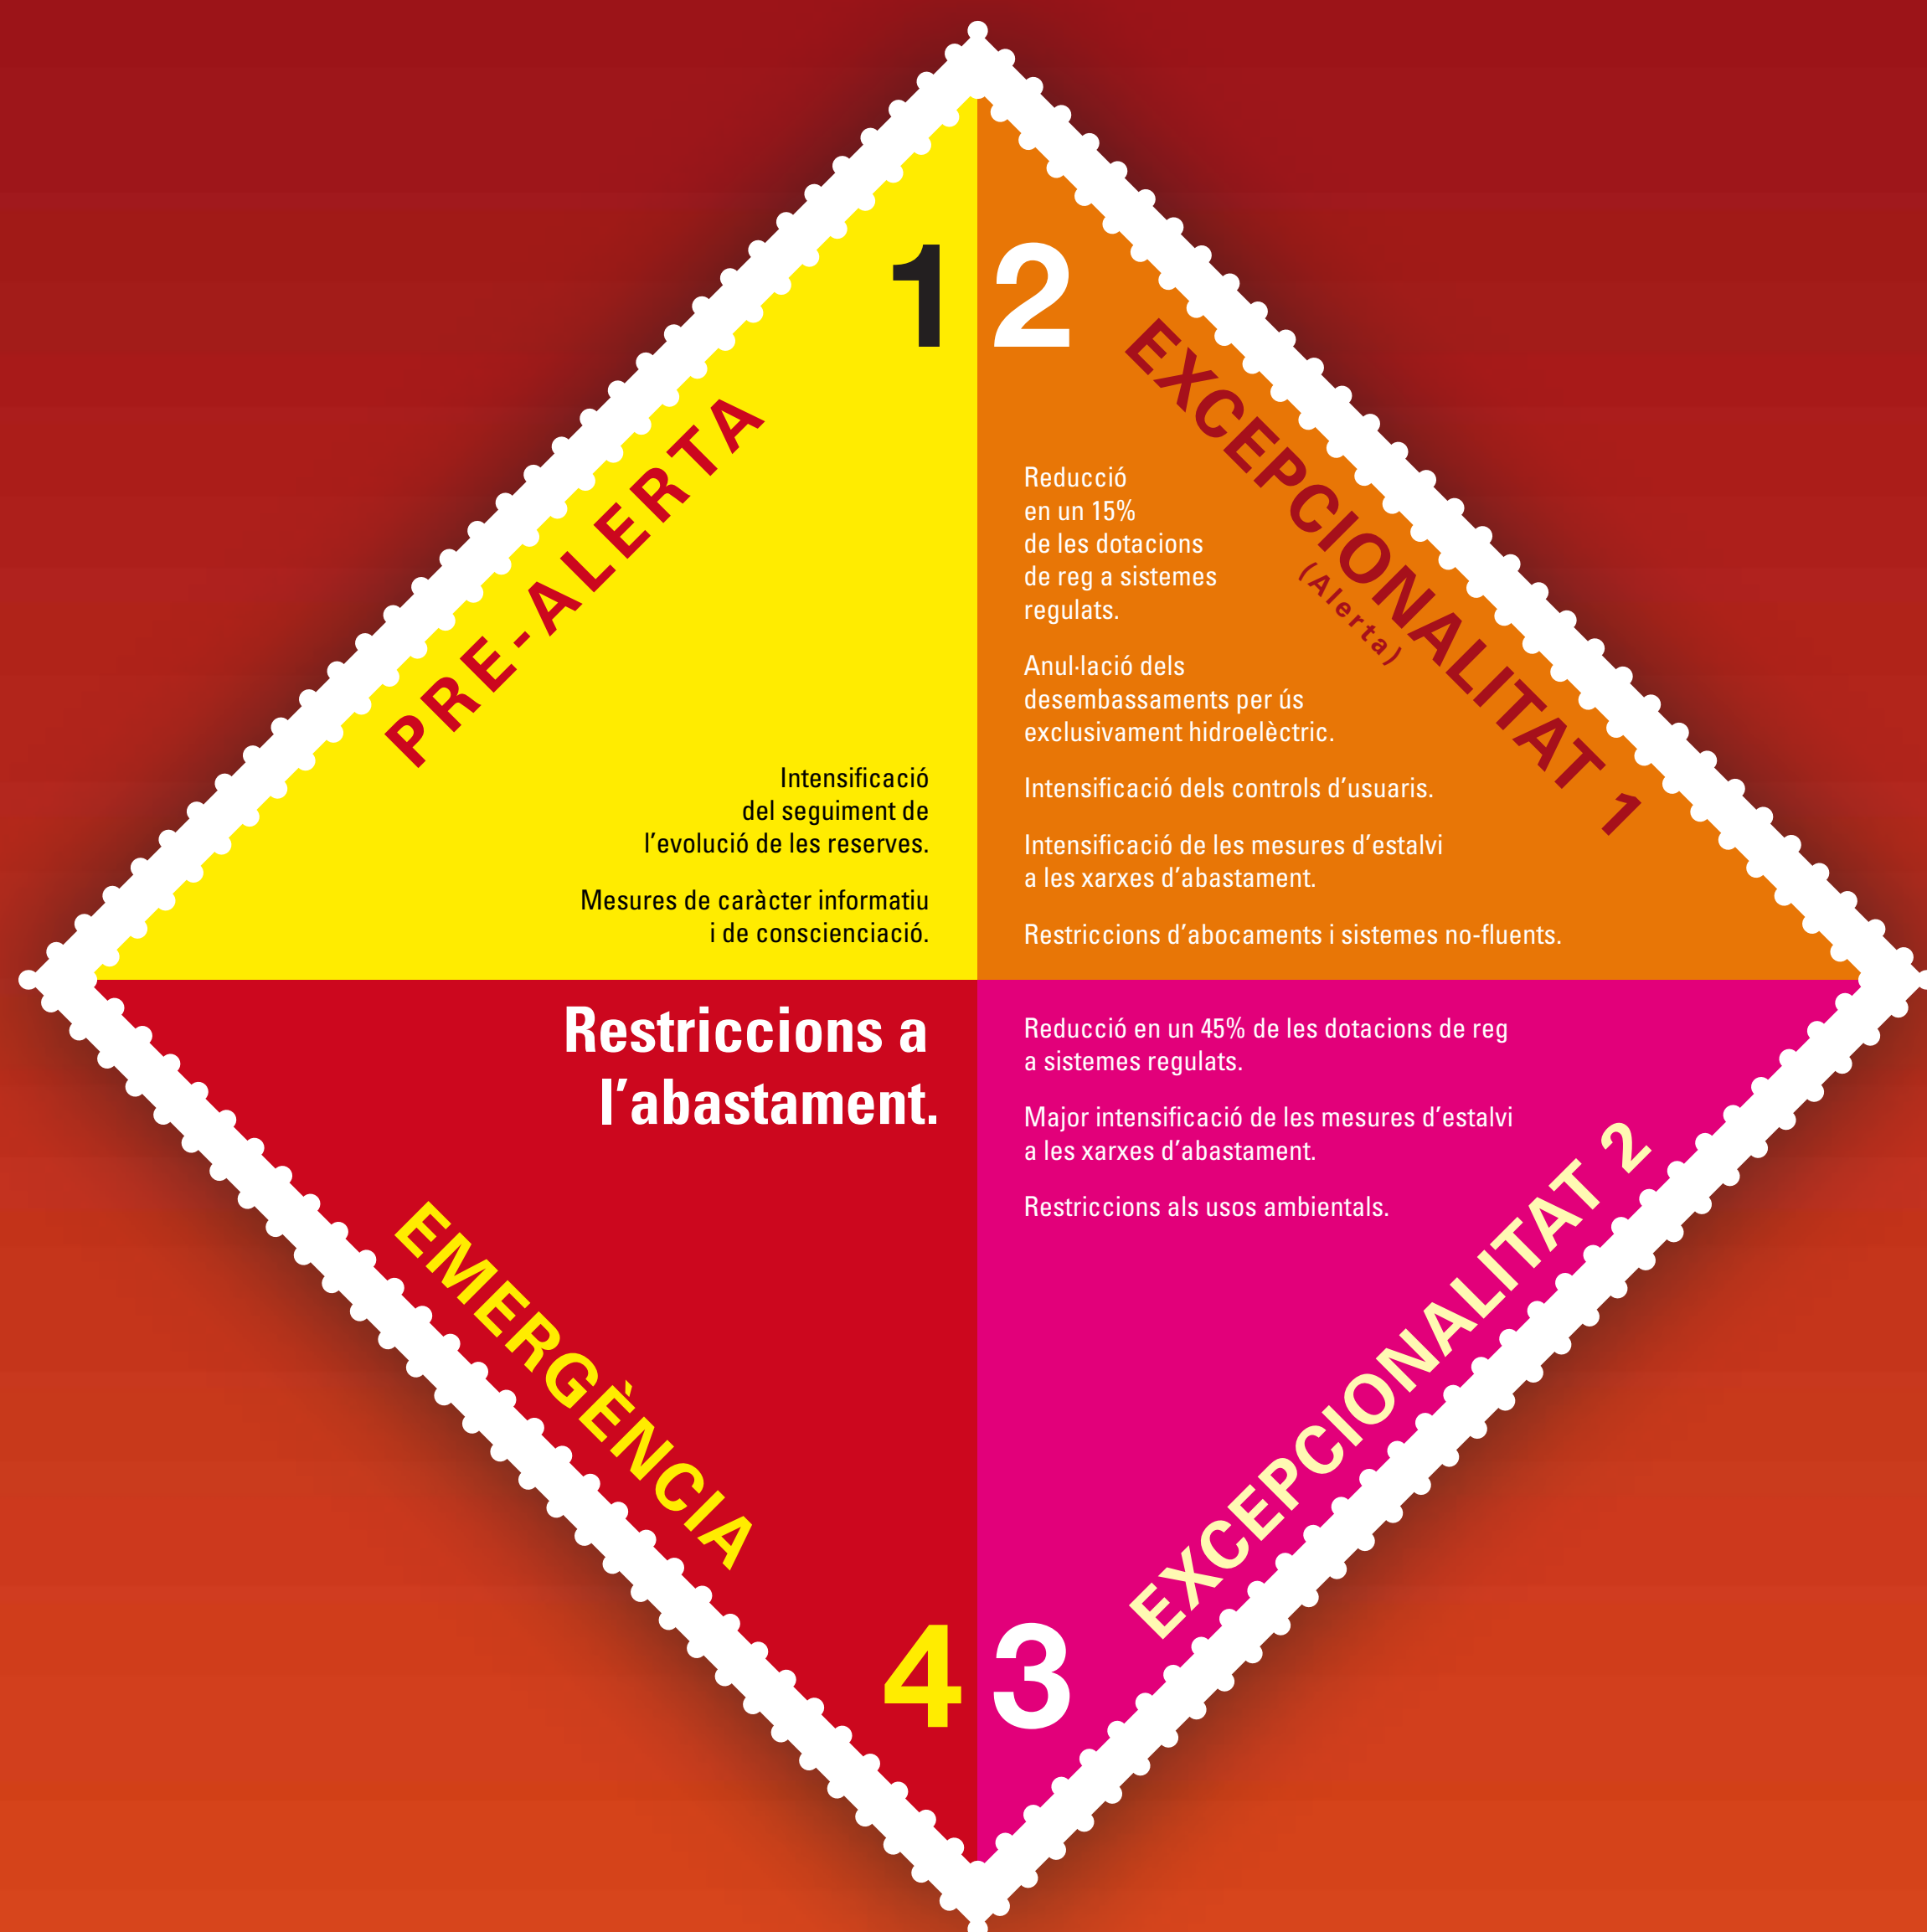 1
PRE-ALERTA
Intensificació
del seguiment de
l'evolució de les reserves.
Mesures de caràcter informatiu
i de conscienciació.
2
EXCEPCIONALITAT 1
(Alerta)
Reducció
en un 15%
de les dotacions
de reg a sistemes
regulats.
Anul·lació dels
desembassaments per ús
exclusivament hidroelèctric.
Intensificació dels controls d'usuaris.
Intensificació de les mesures d'estalvi
a les xarxes d'abastament.
Restriccions d'abocaments i sistemes no-fluents.
Reducció en un 45% de les dotacions de reg
a sistemes regulats.
Major intensificació de les mesures d'estalvi
a les xarxes d'abastament.
Restriccions als usos ambientals.
EXCEPCIONALITAT 2
3
Restriccions a
l'abastament.
EMERGÈNCIA
4